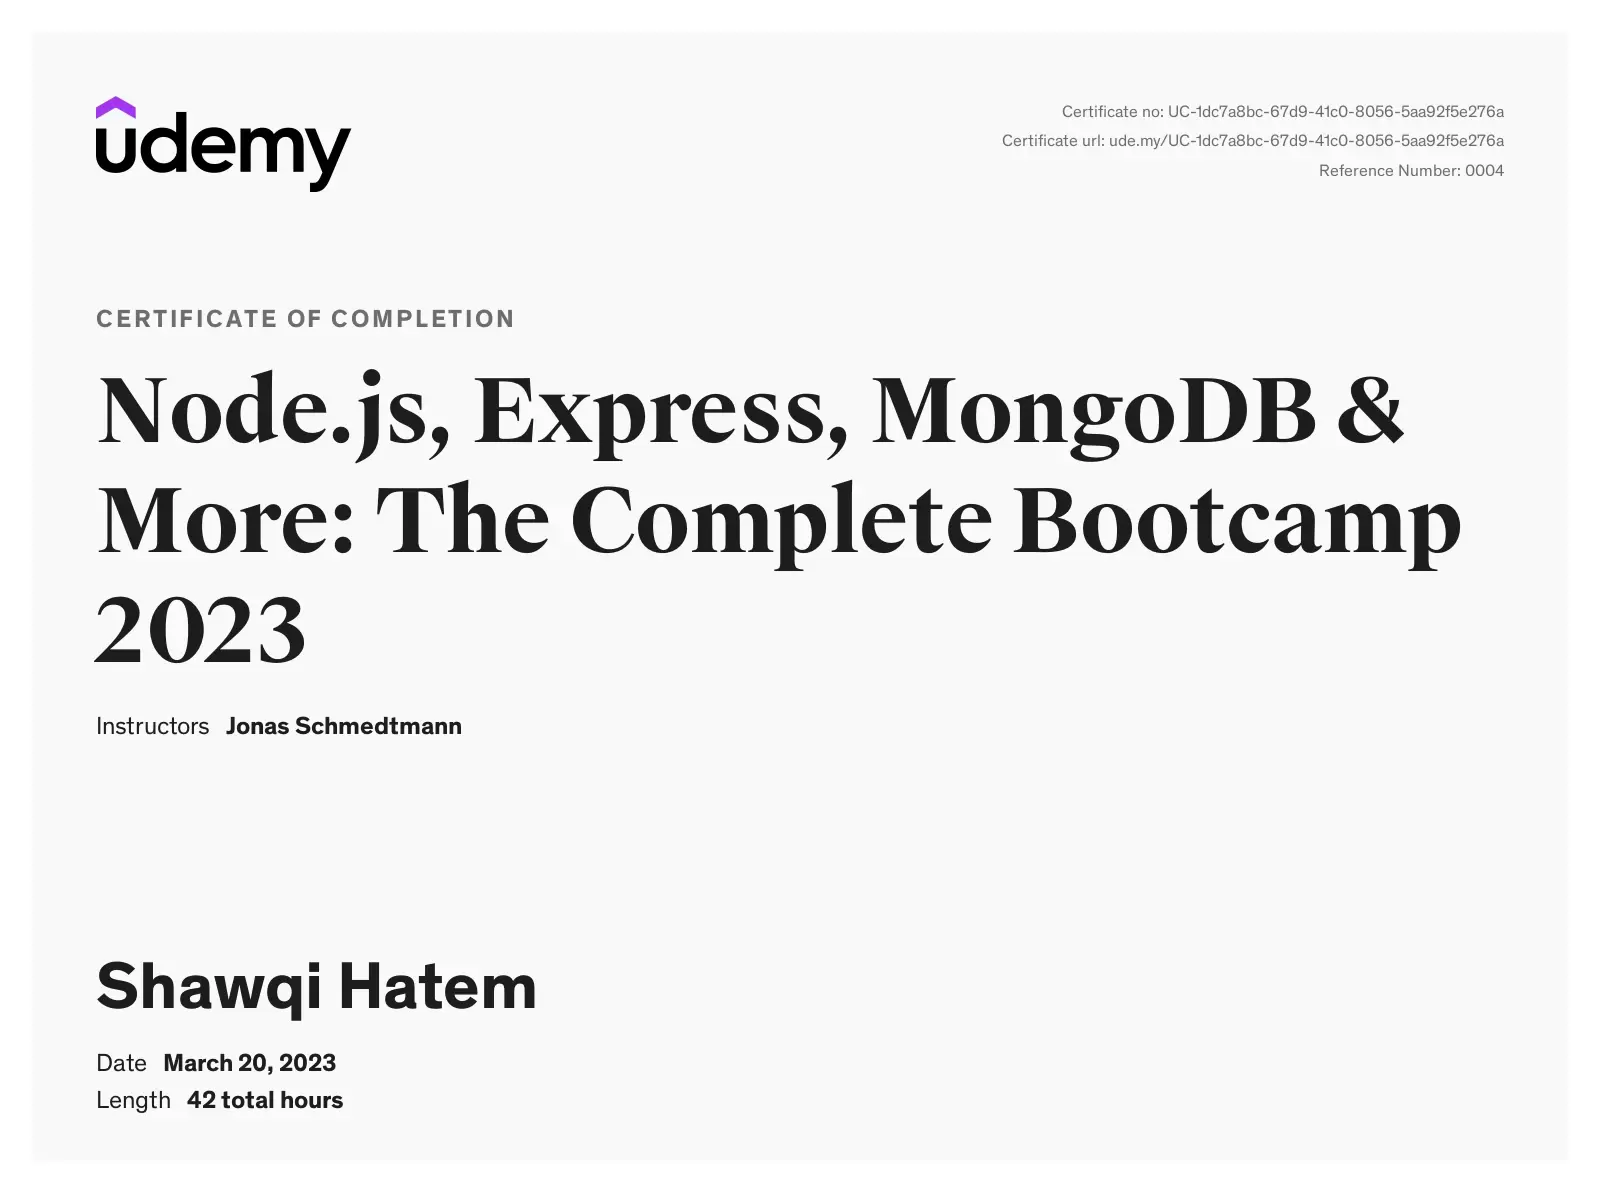 udemy
Certificate no: UC-1dc7a8bc-67d9-41c0-8056-5aa92f5e276a
Certificate url: ude.my/UC-1dc7a8bc-67d9-41c0-8056-5aa92f5e276a
Reference Number: 0004
CERTIFICATE OF COMPLETION
Node.js, Express, MongoDB &
More: The Complete Bootcamp
2023
Instructors Jonas Schmedtmann
Shawqi Hatem
Date March 20, 2023
Length 42 total hours